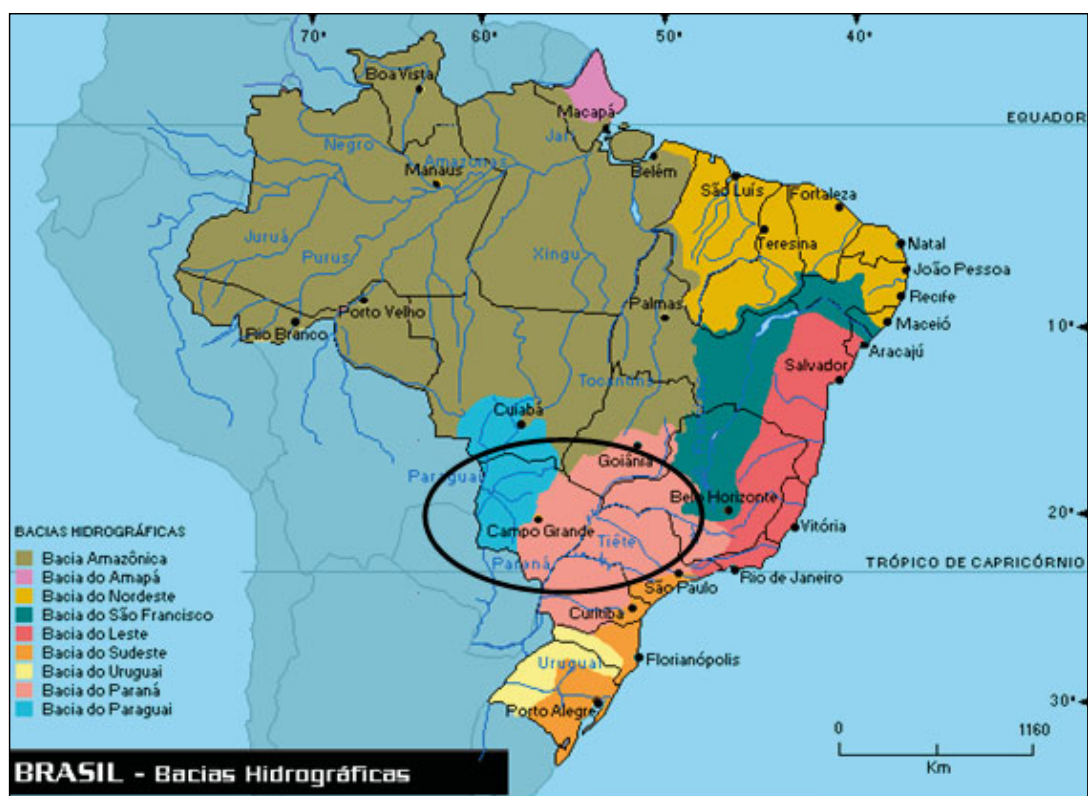 70°
60°
50°
40°
Boa Vista
Macapá
EQUADOR
Jari
Negro
Amazonas
Manaus
Belém
São Luís
Fortaleza
Juruá
Purus
Xingu
Teresina
Natal
João Pessoa
Porto Velho
Palmas
Recife
Rio Branco
Maceió
10°
Aracajú
Salvador
Tocantins
Cuiabá
Paraguai
Goiânia
Belo Horizonte
20°
Campo Grande
Tiête
Vitória
Paraná
TRÓPICO DE CAPRICÓRNIO
São Paulo
Rio de Janeiro
Curitiba
Uruguai
Florianópolis
Porto Alegre
30°
BACIAS HIDROGRÁFICAS
Bacia Amazônica
Bacia do Amapá
Bacia do Nordeste
Bacia do São Francisco
Bacia do Leste
Bacia do Sudeste
Bacia do Uruguai
Bacia do Paraná
Bacia do Paraguai
0 1160
Km
BRASIL - Bacias Hidrográficas